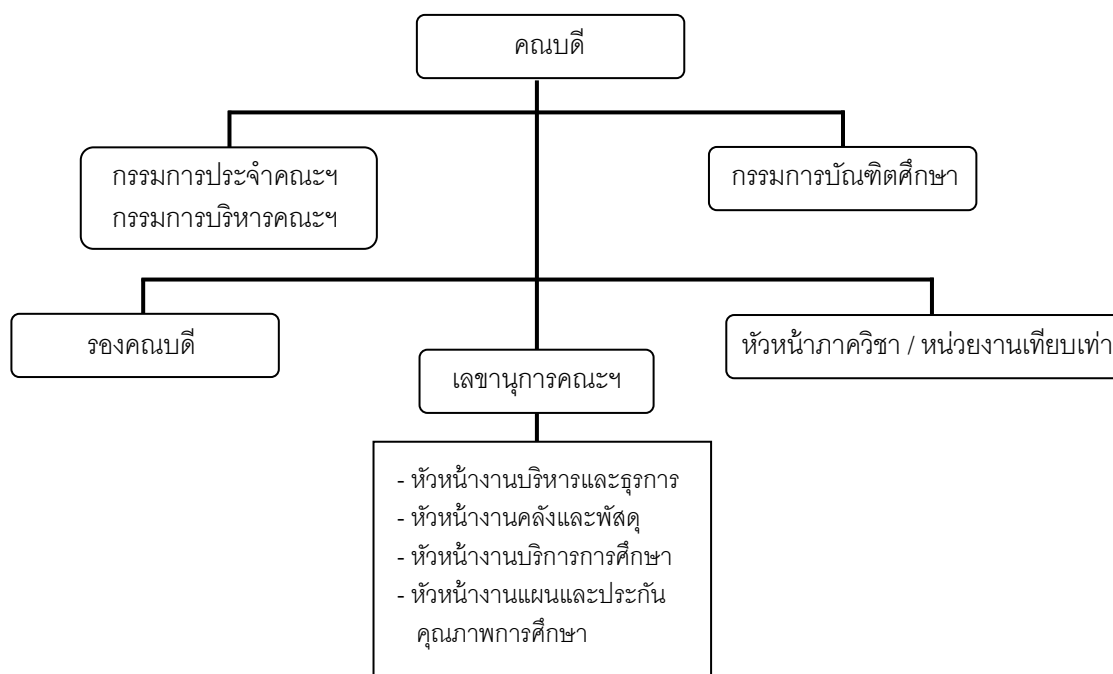 คณบดี
กรรมการประจำคณะฯ
กรรมการบริหารคณะฯ
กรรมการบัณฑิตศึกษา
รองคณบดี
หัวหน้าภาควิชา / หน่วยงานเทียบเท่า
เลขานุการคณะฯ
- หัวหน้างานบริหารและธุรการ
- หัวหน้างานคลังและพัสดุ
- หัวหน้างานบริการการศึกษา
- หัวหน้างานแผนและประกัน
คุณภาพการศึกษา